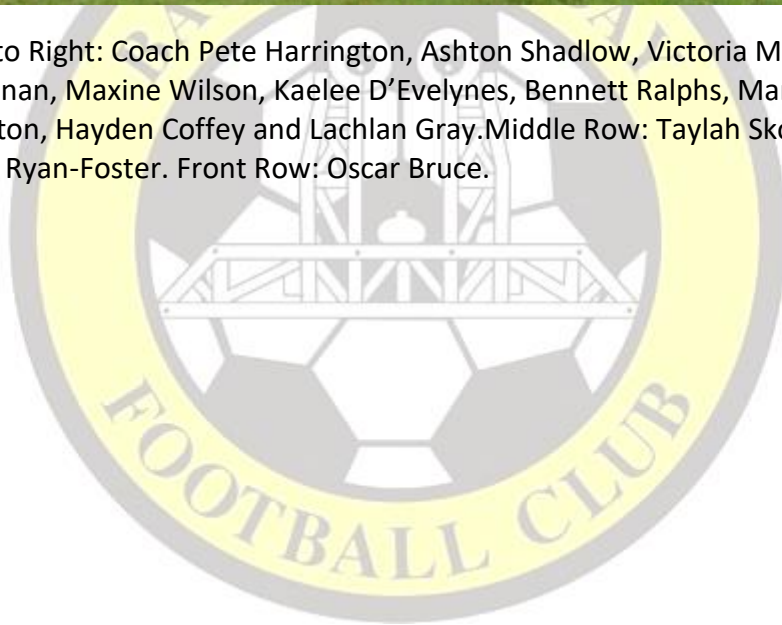 to Right: Coach Pete Harrington, Ashton Shadlow, Victoria
Maxine Wilson, Kaelee D’Evelynes, Bennett Ralphs,
Hayden Coffey and Lachlan Gray.Middle Row: Taylah
Ryan-Foster. Front Row: Oscar Bruce.
FOOTBALL CLUB